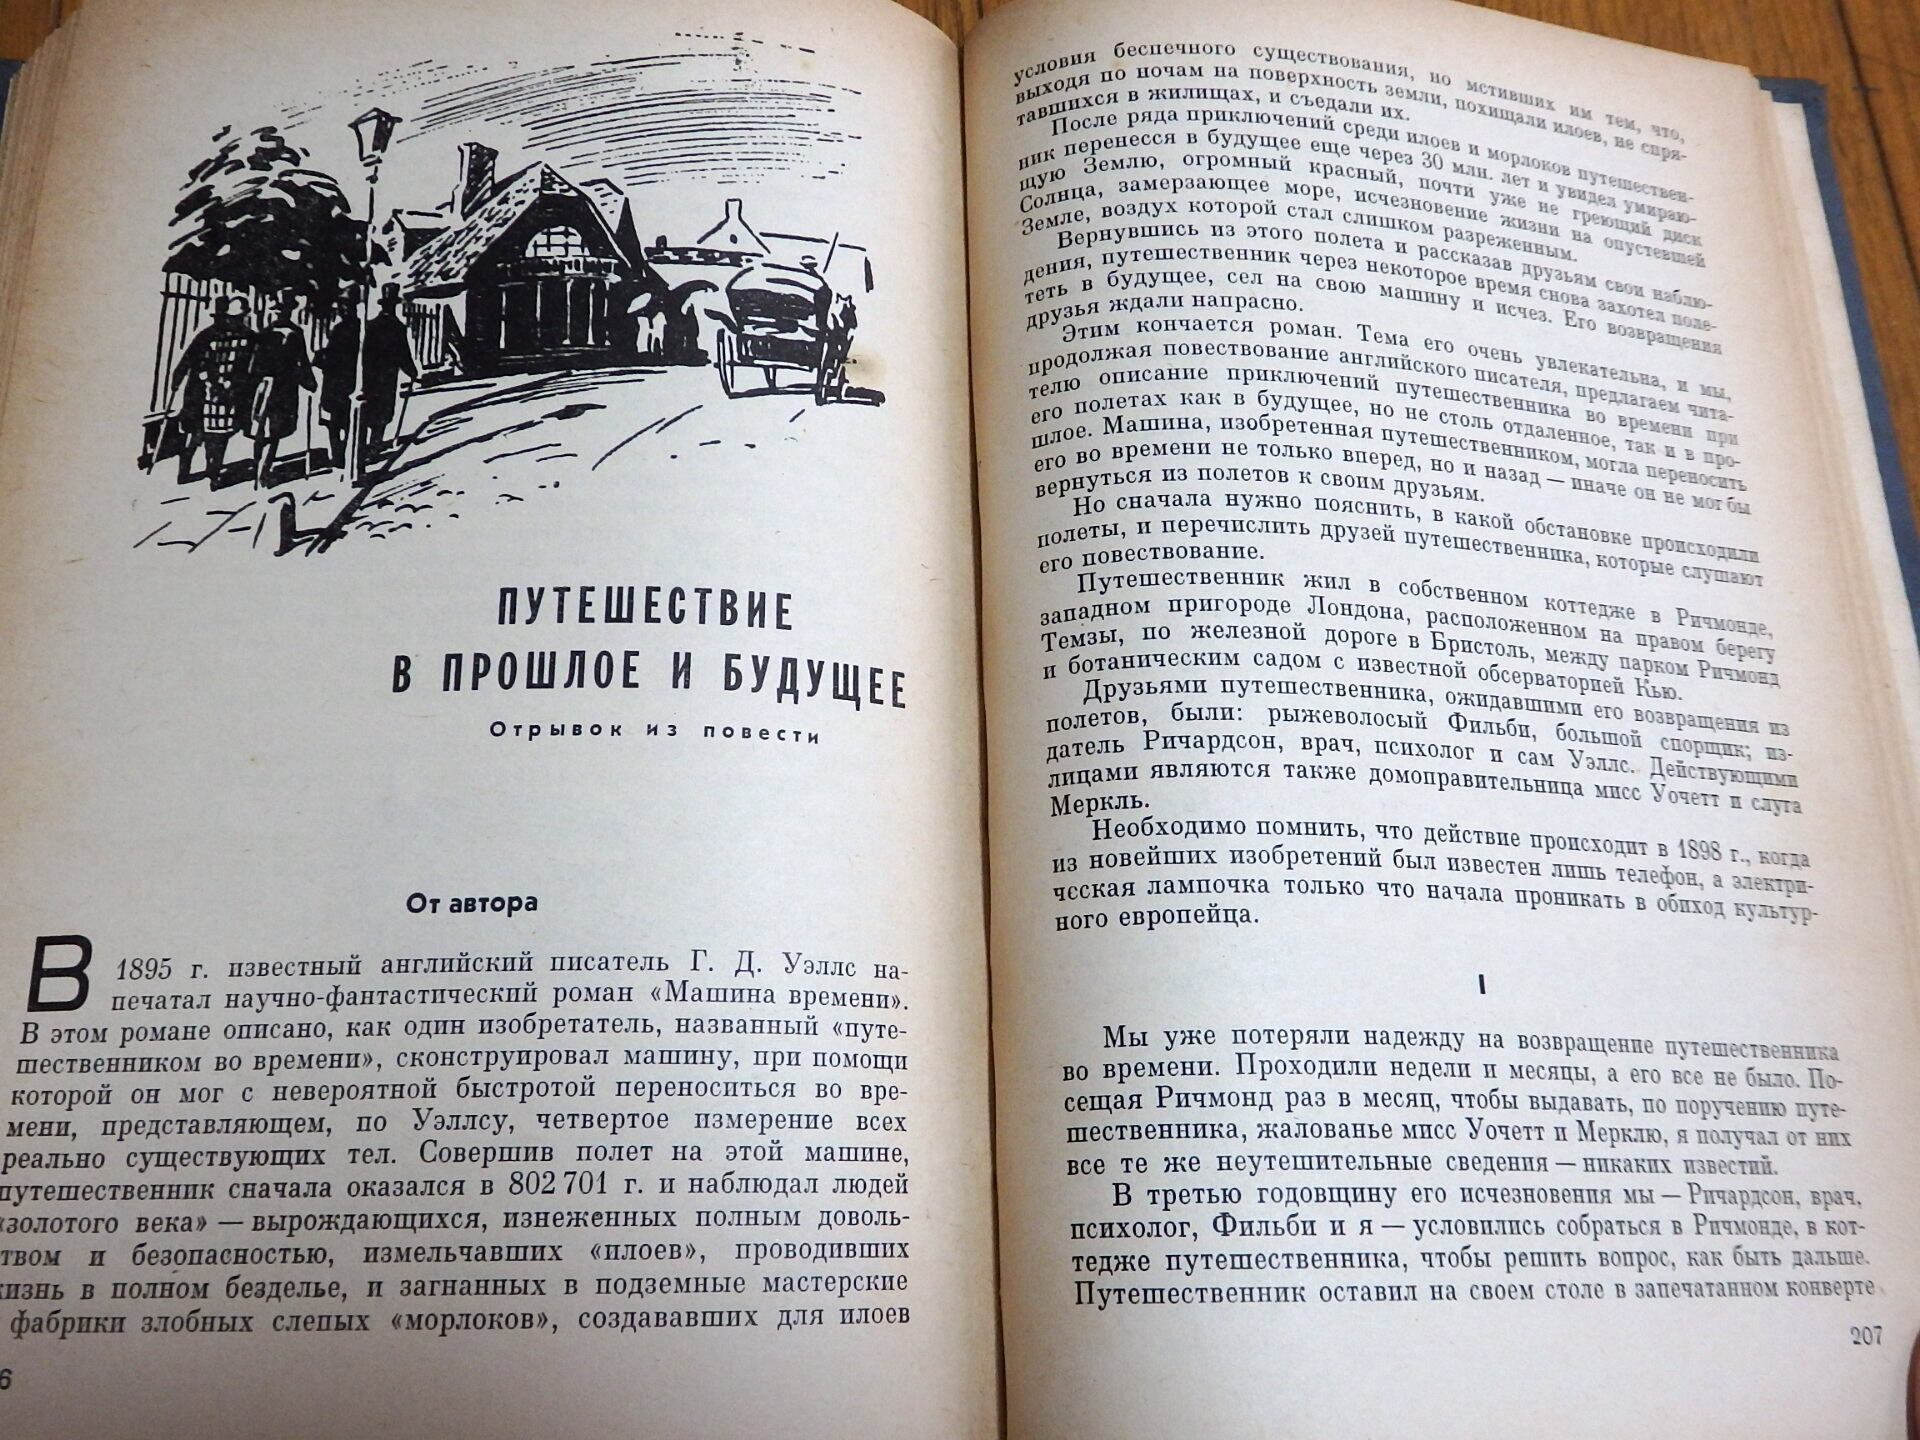 ПУТЕШЕСТВИЕ
В ПРОШЛОЕ И БУДУЩЕЕ
Отрывок из повести
От автора
В 1895 г. известный английский писатель Г. Д. Уэллс на-
печатал научно-фантастический роман «Машина времени».
В этом романе описано, как один изобретатель, названный «путе-
шественником во времени», сконструировал машину, при помощи
которой он мог с невероятной быстротой переноситься во вре-
мени, представляющем, по Уэллсу, четвертое измерение всех
реально существующих тел. Совершив полет на этой машине,
путешественник сначала оказался в 802 701 г. и наблюдал людей
«золотого века» — вырождающихся, изнеженных полным доволь-
твом и безопасностью, измельчавших «илоев», проводивших
изнь в полном безделье, и загнанных в подземные мастерские
фабрики злобных слепых «морлоков», создававших для илоев
6
условия беспечного существования, но мстивших им тем, что,
выходя по ночам на поверхность земли, похищали илоев, не спря-
тавшихся в жилищах, и съедали их.
После ряда приключений среди илоев и морлоков путешествен-
ник перенесся в будущее еще через 30 млн. лет и увидел умираю-
щую Землю, огромный красный, почти уже не греющий диск
Солнца, замерзающее море, исчезновение жизни на опустевшей
Земле, воздух которой стал слишком разреженным.
Вернувшись из этого полета и рассказав друзьям свои наблю-
дения, путешественник через некоторое время снова захотел поле-
теть в будущее, сел на свою машину и исчез. Его возвращения
друзья ждали напрасно.
Этим кончается роман. Тема его очень увлекательна, и мы,
продолжая повествование английского писателя, предлагаем чита-
телю описание приключений путешественника во времени при
его полетах как в будущее, но не столь отдаленное, так и в про-
шлое. Машина, изобретенная путешественником, могла переносить
его во времени не только вперед, но и назад — иначе он не мог бы
вернуться из полетов к своим друзьям.
Но сначала нужно пояснить, в какой обстановке происходили
полеты, и перечислить друзей путешественника, которые слушают
его повествование.
Путешественник жил в собственном коттедже в Ричмонде,
западном пригороде Лондона, расположенном на правом берегу
Темзы, по железной дороге в Бристоль, между парком Ричмонд
и ботаническим садом с известной обсерваторией Кью.
Друзьями путешественника, ожидавшими его возвращения из
полетов, были: рыжеволосый Фильби, большой спорщик; из-
датель Ричардсон, врач, психолог и сам Уэллс. Действующими
лицами являются также домоправительница мисс Уочетт и слуга
Меркль.
Необходимо помнить, что действие происходит в 1898 г., когда
из новейших изобретений был известен лишь телефон, а электри-
ческая лампочка только что начала проникать в обиход культур-
ного европейца.
I
Мы уже потеряли надежду на возвращение путешественника
во времени. Проходили недели и месяцы, а его все не было. По-
сещая Ричмонд раз в месяц, чтобы выдавать, по поручению путе-
шественника, жалованье мисс Уочетт и Мерклю, я получал от них
все те же неутешительные сведения — никаких известий.
В третью годовщину его исчезновения мы — Ричардсон, врач,
психолог, Фильби и я — условились собраться в Ричмонде, в кот-
тедже путешественника, чтобы решить вопрос, как быть дальше.
Путешественник оставил на своем столе в запечатанном конверте
207